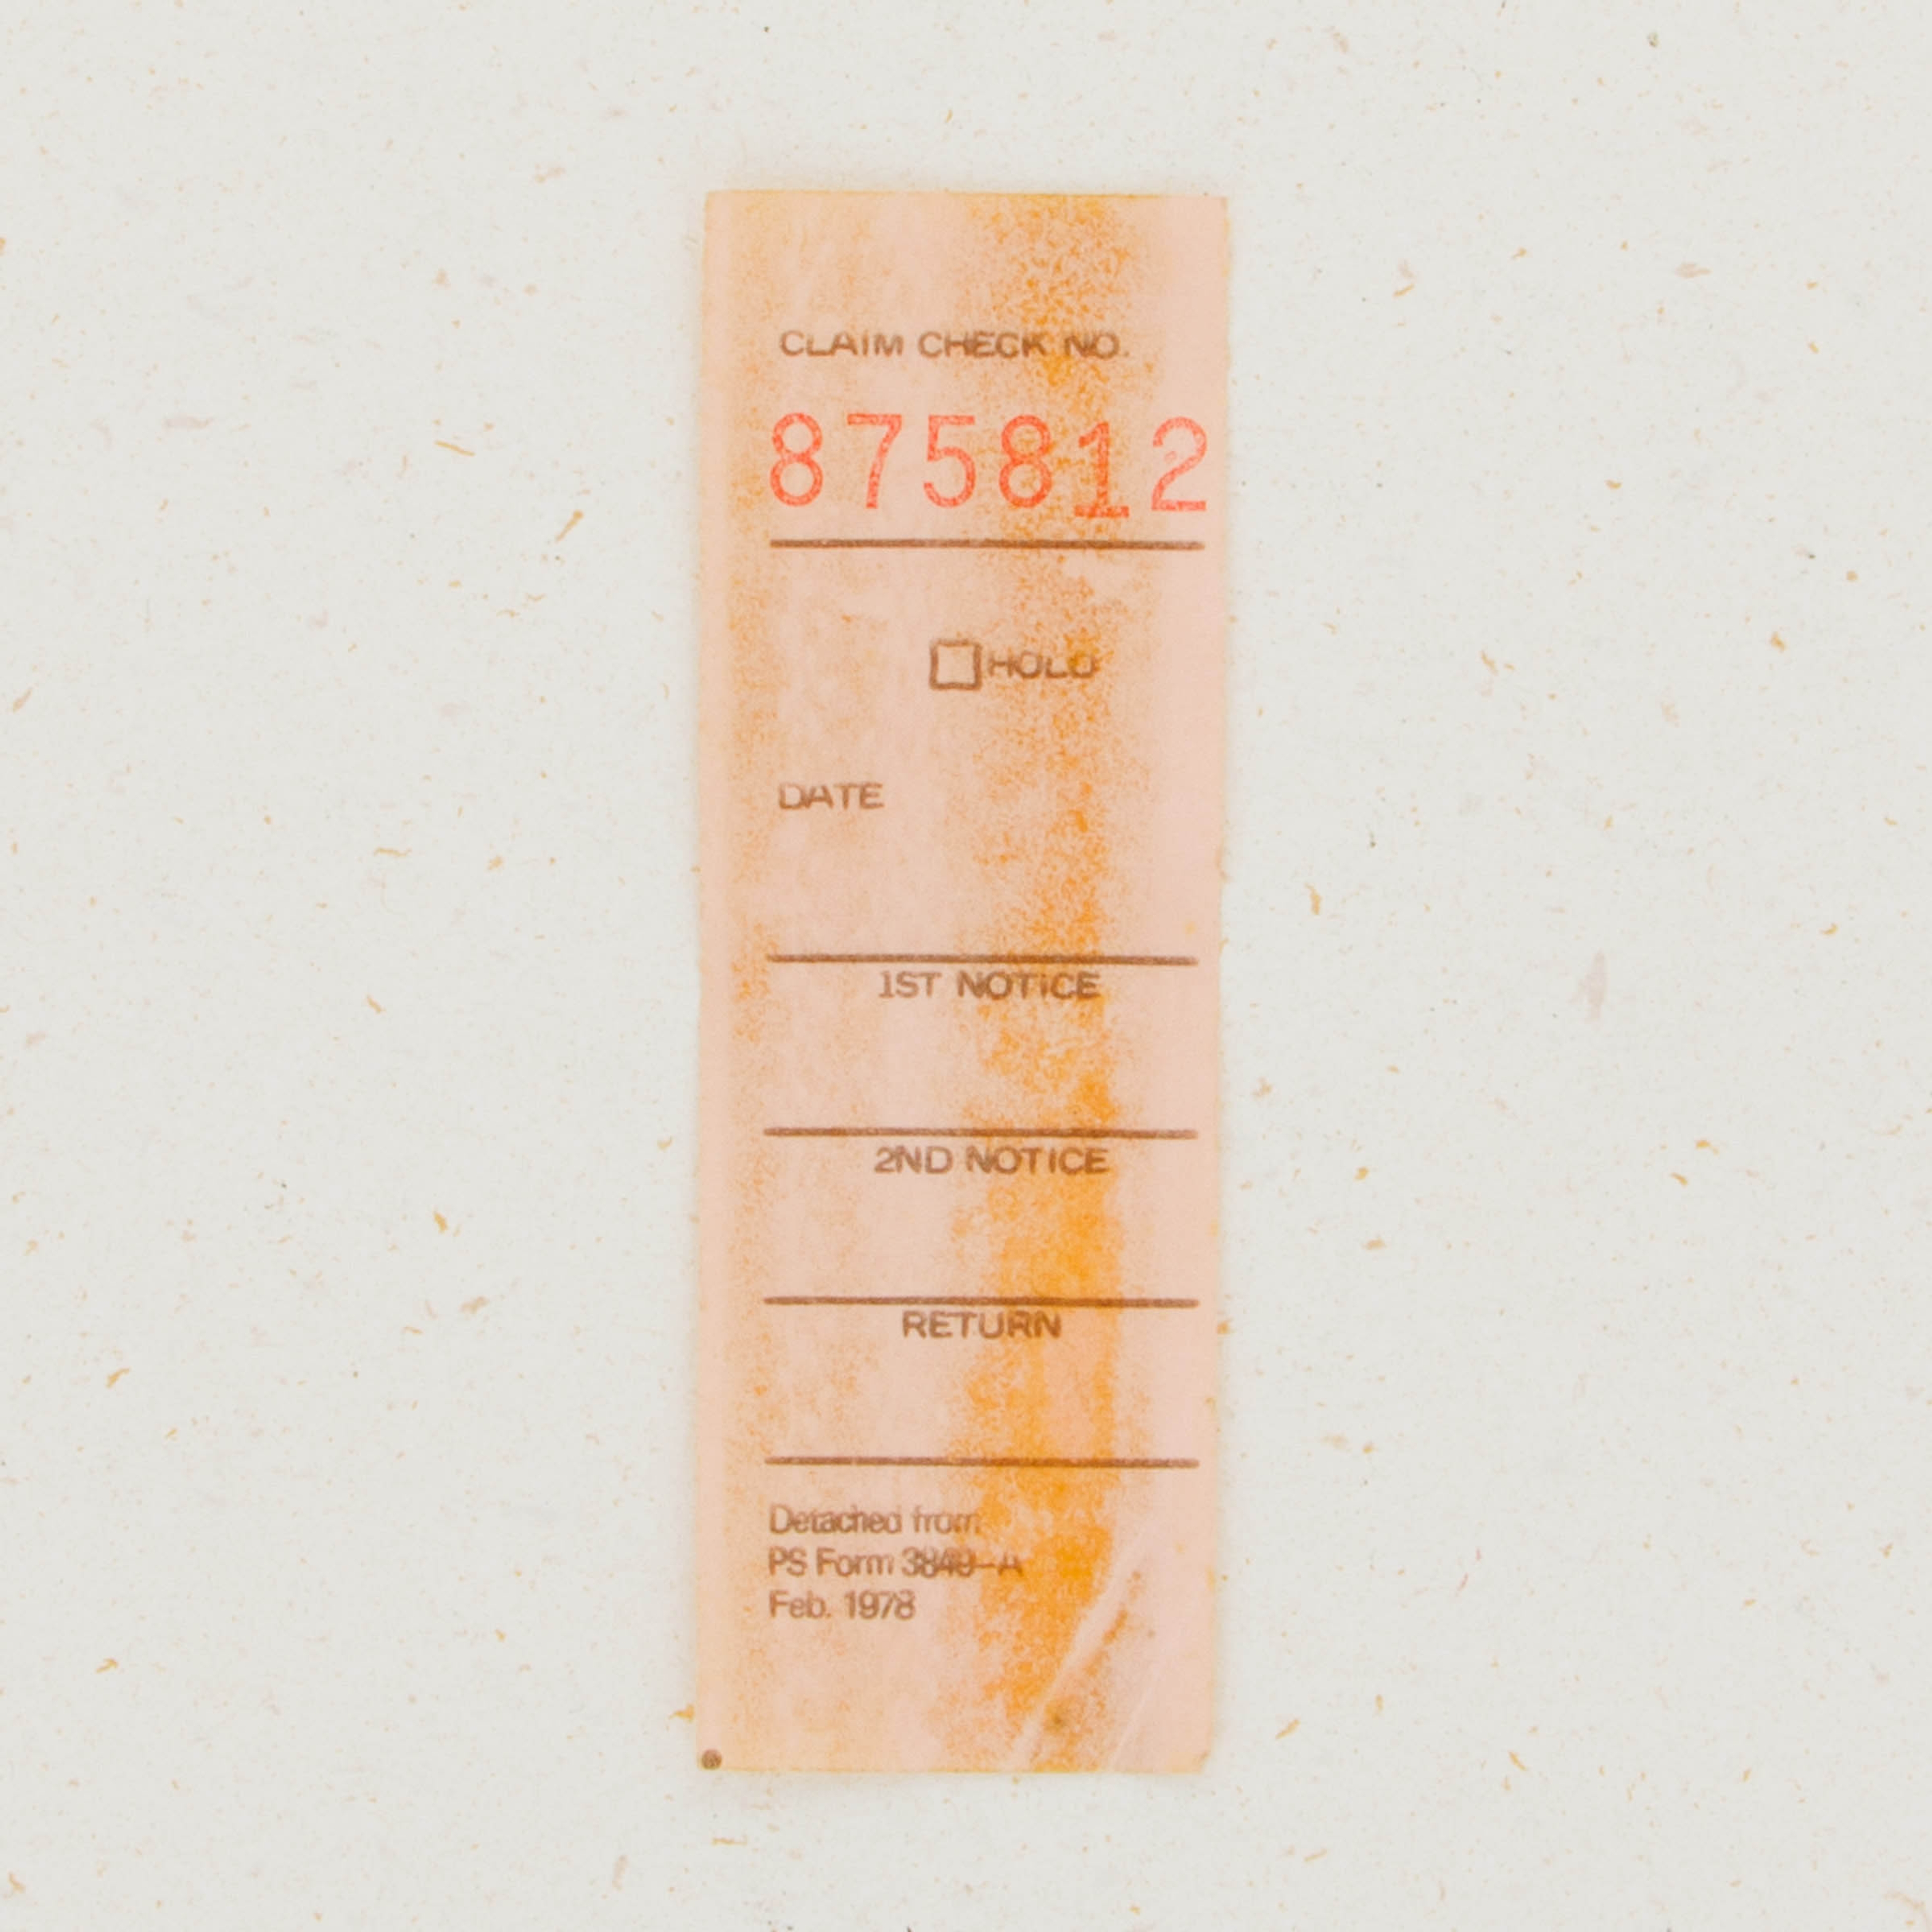 CLAIM CHECK NO.
875812
HOLD
DATE
1ST NOTICE
2ND NOTICE
RETURN
Detached from
PS Form 3849-A
Feb. 1978